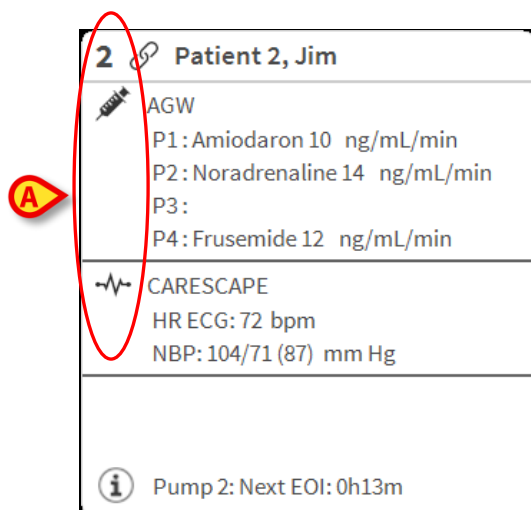 2 Patient 2, Jim
AGW
P1: Amiodaron 10 ng/mL/min
P2: Noradrenaline 14 ng/mL/min
A
P3:
P4: Frusemide 12 ng/mL/min
CARESCAPE
HR ECG: 72 bpm
NBP: 104/71 (87) mm Hg
i Pump 2: Next EOI: 0h13m